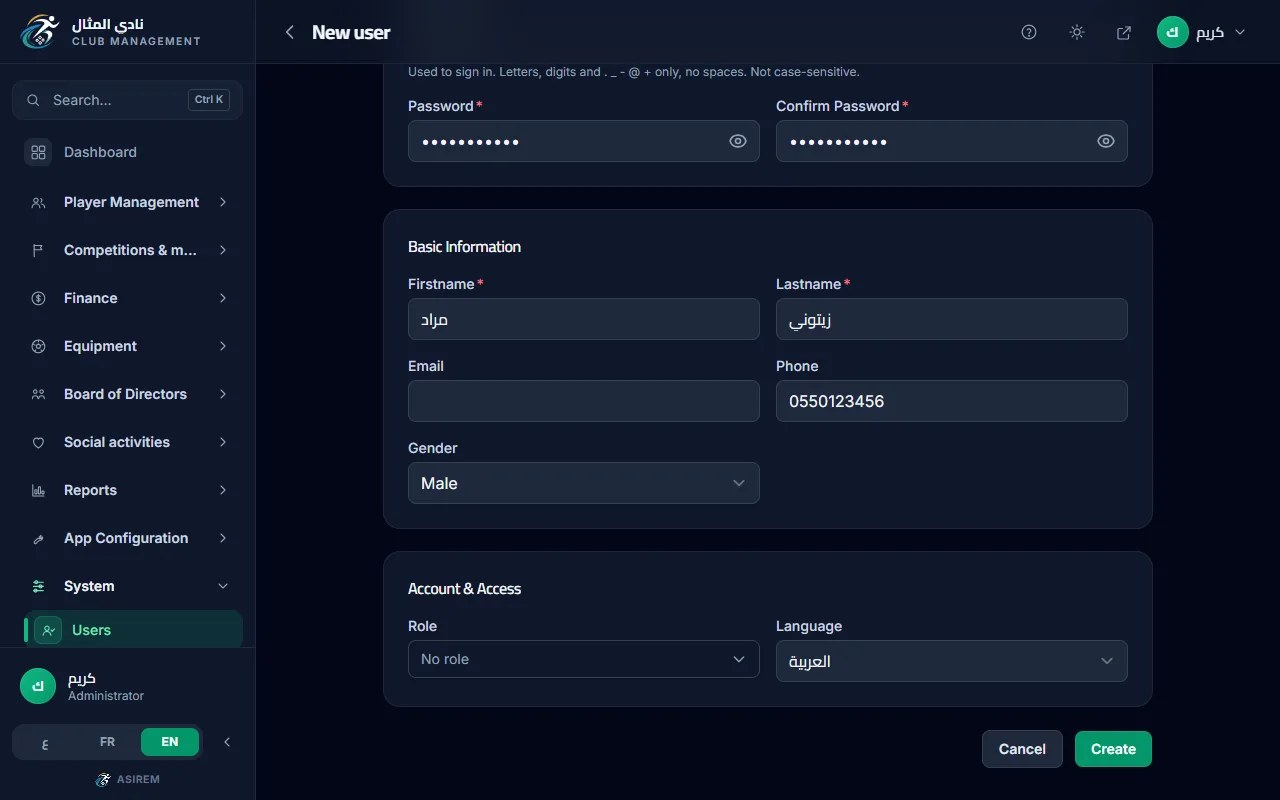 نادي المثال
CLUB MANAGEMENT
New user
كريم
Search...
Ctrl K
Dashboard
Player Management
Competitions & m...
Finance
Equipment
Board of Directors
Social activities
Reports
App Configuration
System
Users
كريم
Administrator
ع
FR
EN
ASIREM
Used to sign in. Letters, digits and . _ - @ + only, no spaces. Not case-sensitive.
Password*
Confirm Password*
•••••••••••
•••••••••••
Basic Information
Firstname*
Lastname*
مراد
زيتوني
Email
Phone
0550123456
Gender
Male
Account & Access
Role
Language
No role
العربية
Cancel
Create